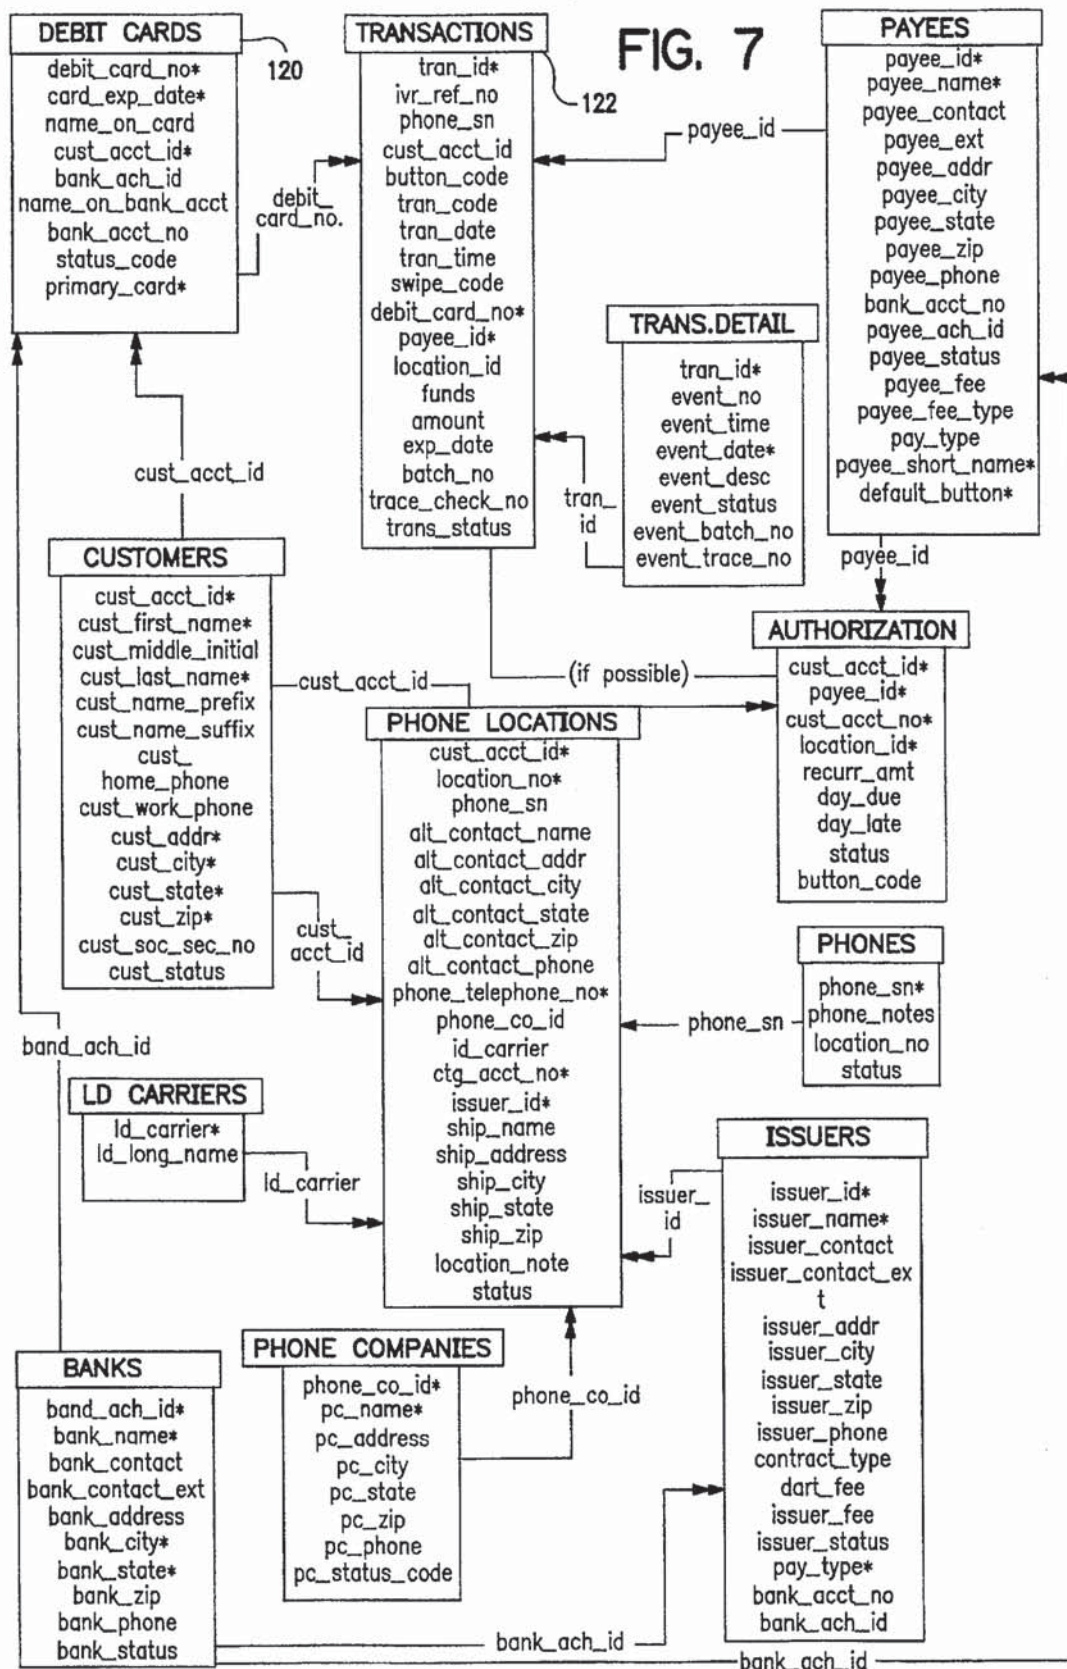 FIG. 7
DEBIT CARDS
120
debit_card_no*
card_exp_date*
name_on_card
cust_acct_id*
bank_ach_id
name_on_bank_acct
bank_acct_no
status_code
primary_card*
debit_
card_no.
TRANSACTIONS
122
tran_id*
ivr_ref_no
phone_sn
cust_acct_id
button_code
tran_code
tran_date
tran_time
swipe_code
debit_card_no*
payee_id*
location_id
funds
amount
exp_date
batch_no
trace_check_no
trans_status
payee_id
PAYEES
payee_id*
payee_name*
payee_contact
payee_ext
payee_addr
payee_city
payee_state
payee_zip
payee_phone
bank_acct_no
payee_ach_id
payee_status
payee_fee
payee_fee_type
pay_type
payee_short_name*
default_button*
payee_id
TRANS.DETAIL
tran_id*
event_no
event_time
event_date*
event_desc
event_status
event_batch_no
event_trace_no
tran_
id
cust_acct_id
CUSTOMERS
cust_acct_id*
cust_first_name*
cust_middle_initial
cust_last_name*
cust_name_prefix
cust_name_suffix
cust_
home_phone
cust_work_phone
cust_addr*
cust_city*
cust_state*
cust_zip*
cust_soc_sec_no
cust_status
cust_acct_id
(if possible)
cust_
acct_id
AUTHORIZATION
cust_acct_id*
payee_id*
cust_acct_no*
location_id*
recurr_amt
day_due
day_late
status
button_code
PHONE LOCATIONS
cust_acct_id*
location_no*
phone_sn
alt_contact_name
alt_contact_addr
alt_contact_city
alt_contact_state
alt_contact_zip
alt_contact_phone
phone_telephone_no*
phone_co_id
id_carrier
ctg_acct_no*
issuer_id*
ship_name
ship_address
ship_city
ship_state
ship_zip
location_note
status
PHONES
phone_sn*
phone_notes
location_no
status
phone_sn
band_ach_id
LD CARRIERS
ld_carrier*
ld_long_name
ld_carrier
ISSUERS
issuer_id*
issuer_name*
issuer_contact
issuer_contact_ex
t
issuer_addr
issuer_city
issuer_state
issuer_zip
issuer_phone
contract_type
dart_fee
issuer_fee
issuer_status
pay_type*
bank_acct_no
bank_ach_id
issuer_
id
PHONE COMPANIES
phone_co_id*
pc_name*
pc_address
pc_city
pc_state
pc_zip
pc_phone
pc_status_code
phone_co_id
BANKS
band_ach_id*
bank_name*
bank_contact
bank_contact_ext
bank_address
bank_city*
bank_state*
bank_zip
bank_phone
bank_status
bank_ach_id
bank_ach_id